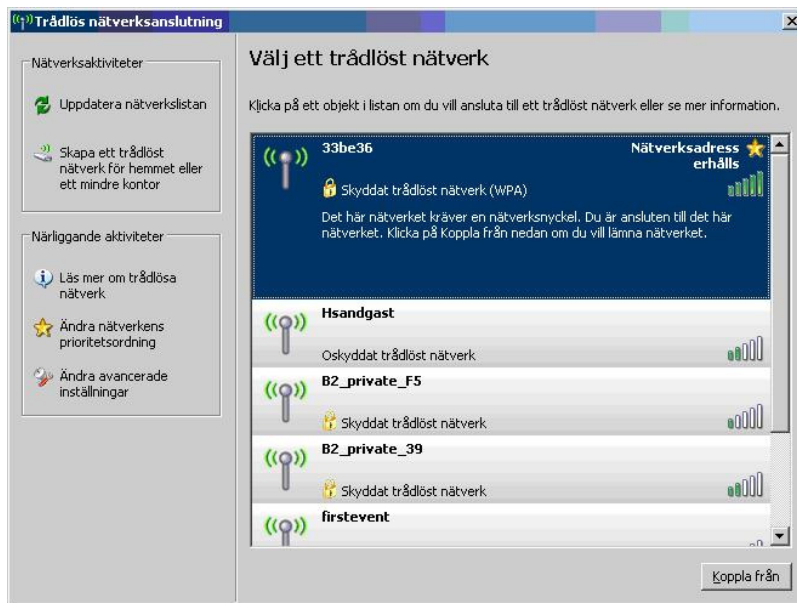 Trådlös nätverksanslutning
Nätverksaktiviteter
Uppdatera nätverkslistan
Skapa ett trådlöst
nätverk för hemmet eller
ett mindre kontor
Närliggande aktiviteter
Läs mer om trådlösa
nätverk
Ändra nätverkens
prioritetsordning
Ändra avancerade
inställningar
Välj ett trådlöst nätverk
Klicka på ett objekt i listan om du vill ansluta till ett trådlöst nätverk eller se mer information.
33be36
Nätverksadress
erhålls
Skyddat trådlöst nätverk (WPA)
Det här nätverket kräver en nätverksnyckel. Du är ansluten till det här
nätverket. Klicka på Koppla från nedan om du vill lämna nätverket.
Hsandgast
Oskyddat trådlöst nätverk
B2_private_F5
Skyddat trådlöst nätverk
B2_private_39
Skyddat trådlöst nätverk
firstevent
Koppla från